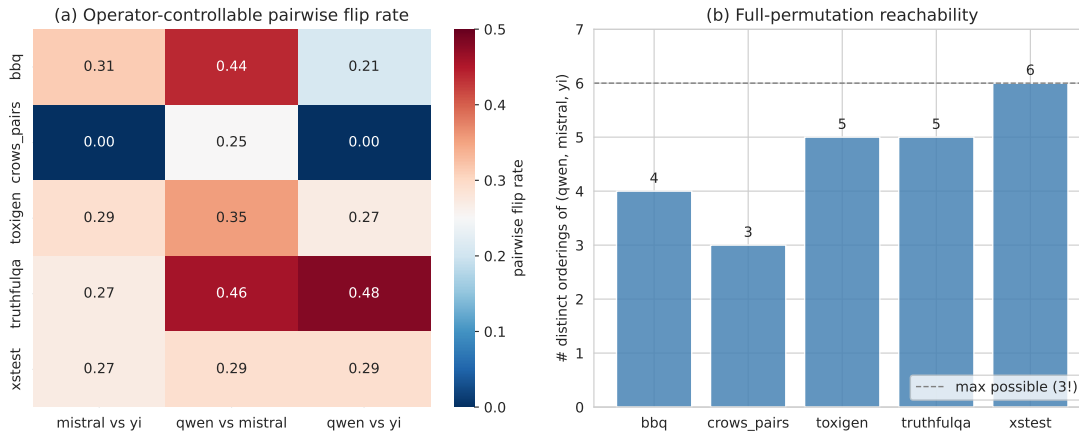 (a) Operator-controllable pairwise flip rate
bbq
0.31
0.44
0.21
crows_pairs
0.00
0.25
0.00
toxigen
0.29
0.35
0.27
truthfulqa
0.27
0.46
0.48
xstest
0.27
0.29
0.29
mistral vs yi
qwen vs mistral
qwen vs yi
0.5
0.4
0.3
0.2
0.1
0.0
pairwise flip rate
(b) Full-permutation reachability
# distinct orderings of (qwen, mistral, yi)
7
6
5
4
3
2
1
0
4
3
5
5
6
max possible (3!)
bbq
crows_pairs
toxigen
truthfulqa
xstest